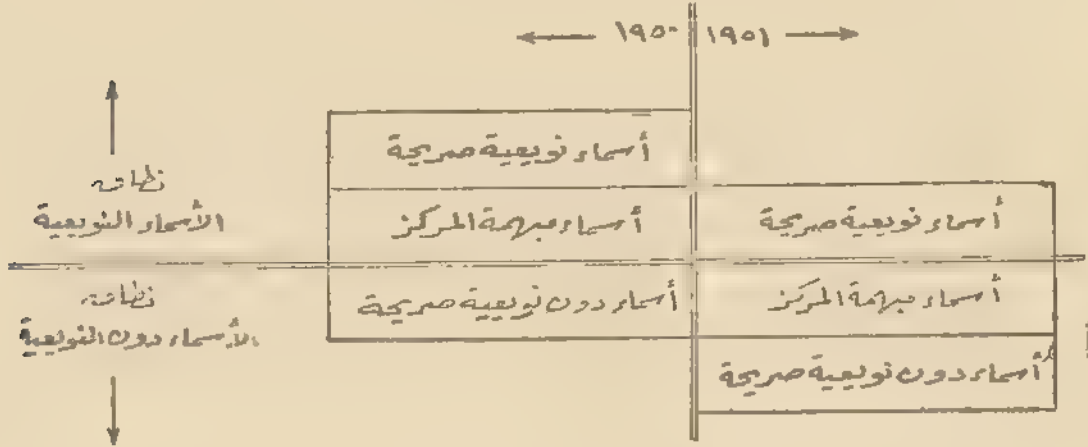 ١٩٥١ ١٩٥٠
أسماء نويعية صريحة
نطاق
الأسماء النويعية
أسماء نويعية صريحة أسماء مبهمة المركز
نطاق
الأسماء دون النويعية
أسماء مبهمة المركز أسماء دون نويعية صريحة
أسماء دون نويعية صريحة